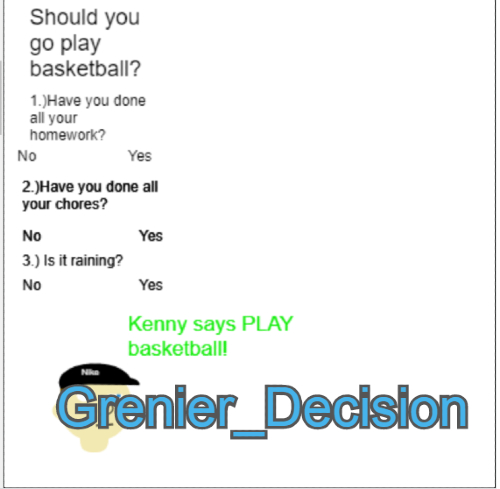 Should you
go play
basketball?
1.)Have you done
all your
homework?
No Yes
2.)Have you done all
your chores?
No Yes
3.) Is it raining?
No Yes
Kenny says PLAY
basketball!
Nike
Grenier_Decision